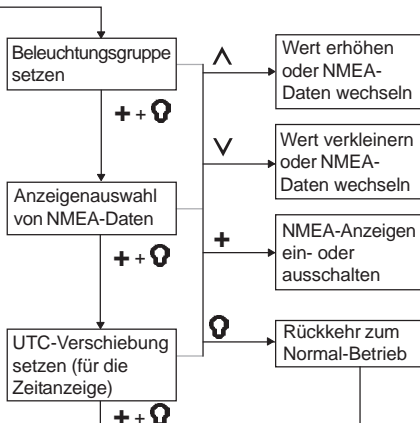 Beleuchtungsgruppe
setzen
+ +
Anzeigenauswahl
von NMEA-Daten
+ +
UTC-Verschiebung
setzen (für die
Zeitanzeige)
+ +
∧
Wert erhöhen
oder NMEA-
Daten wechseln
∨
Wert verkleinern
oder NMEA-
Daten wechseln
+
NMEA-Anzeigen
ein- oder
ausschalten
Rückkehr zum
Normal-Betrieb